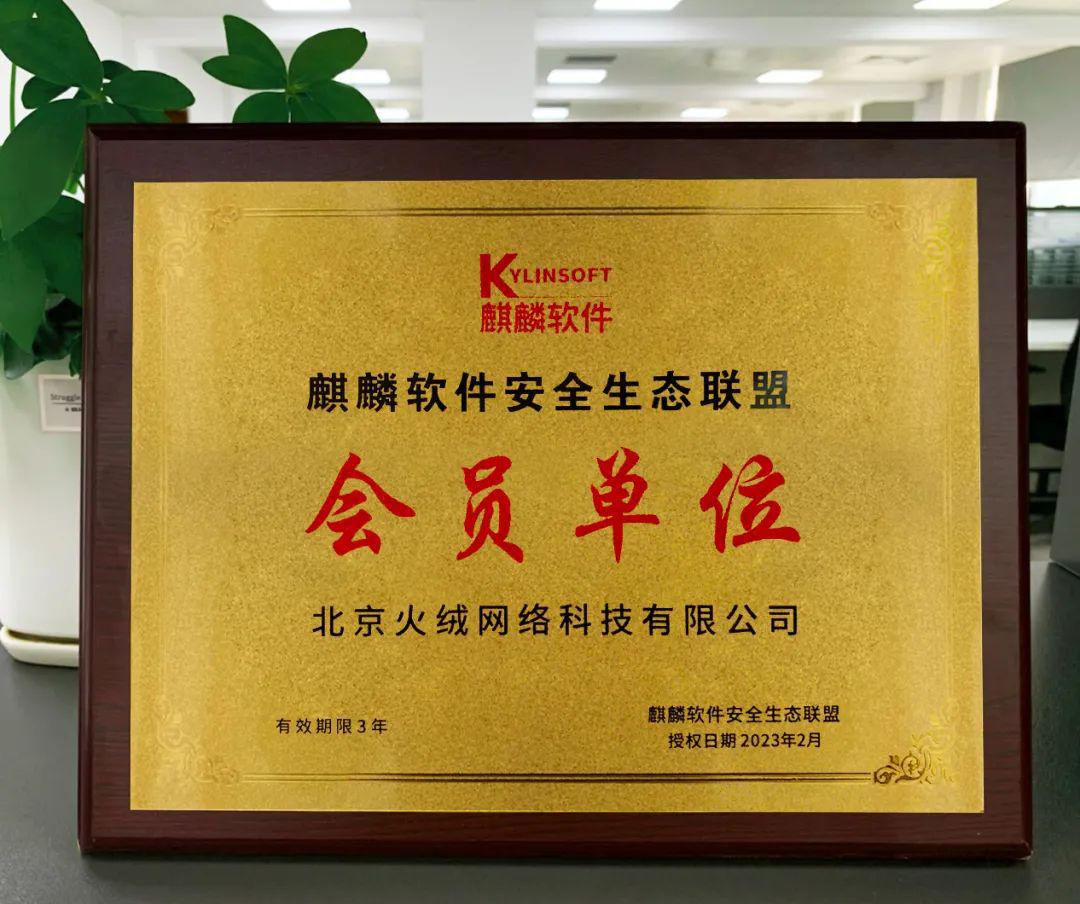 KYLINSOFT
麒麟软件
麒麟软件安全生态联盟
会员单位
北京火绒网络科技有限公司
有效期限3年
麒麟软件安全生态联盟
授权日期2023年2月
Struggle